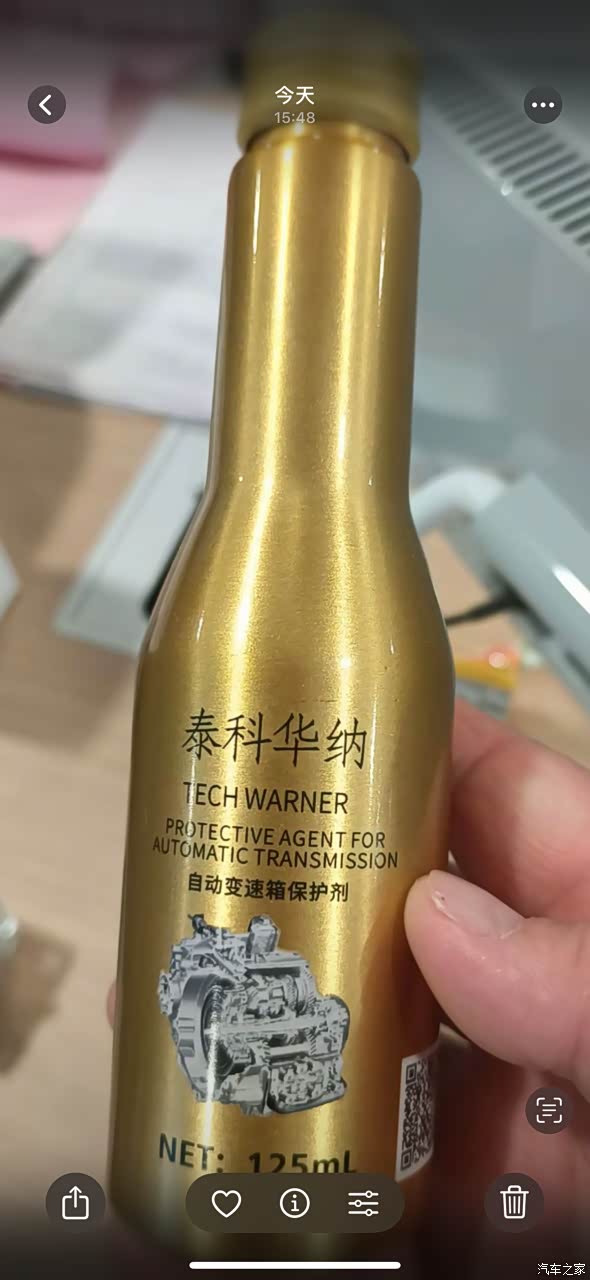 今天
15:48
泰科华纳
TECH WARNER
PROTECTIVE AGENT FOR
AUTOMATIC TRANSMISSION
自动变速箱保护剂
NET: 125mL
汽车之家